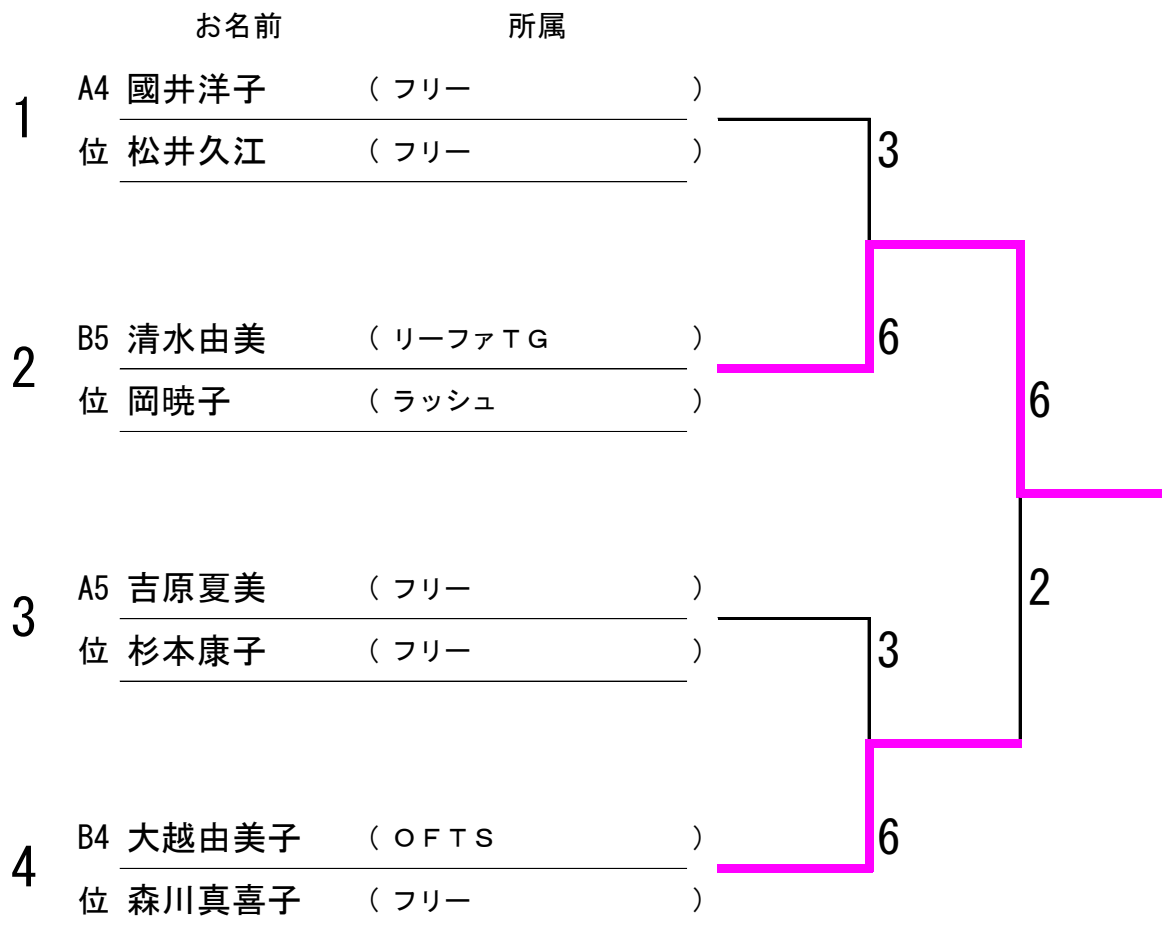 お名前 所属
1 A4 國井洋子 （ フリー ）
位 松井久江 （ フリー ）
3
2 B5 清水由美 （ リーファＴＧ ）
6
位 岡暁子 （ ラッシュ ）
6
3 A5 吉原夏美 （ フリー ）
2
位 杉本康子 （ フリー ）
3
4 B4 大越由美子 （ ＯＦＴＳ ）
6
位 森川真喜子 （ フリー ）